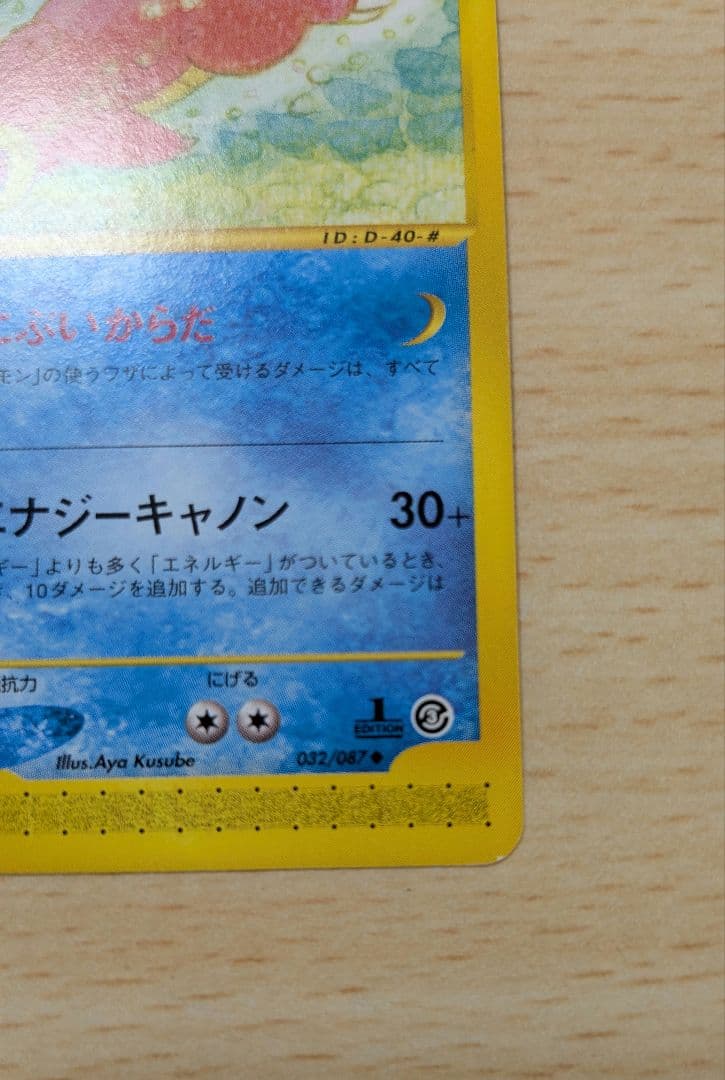 ID:D-40-#
にぶいからだ
モン」の使うワザによって受けるダメージは、すべて
エナジーキャノン 30+
ギー」よりも多く「エネルギー」がついているとき、
、10ダメージを追加する。追加できるダメージは
抗力 にげる
1
EDITION
3
Illus.Aya Kusube 032/087◆